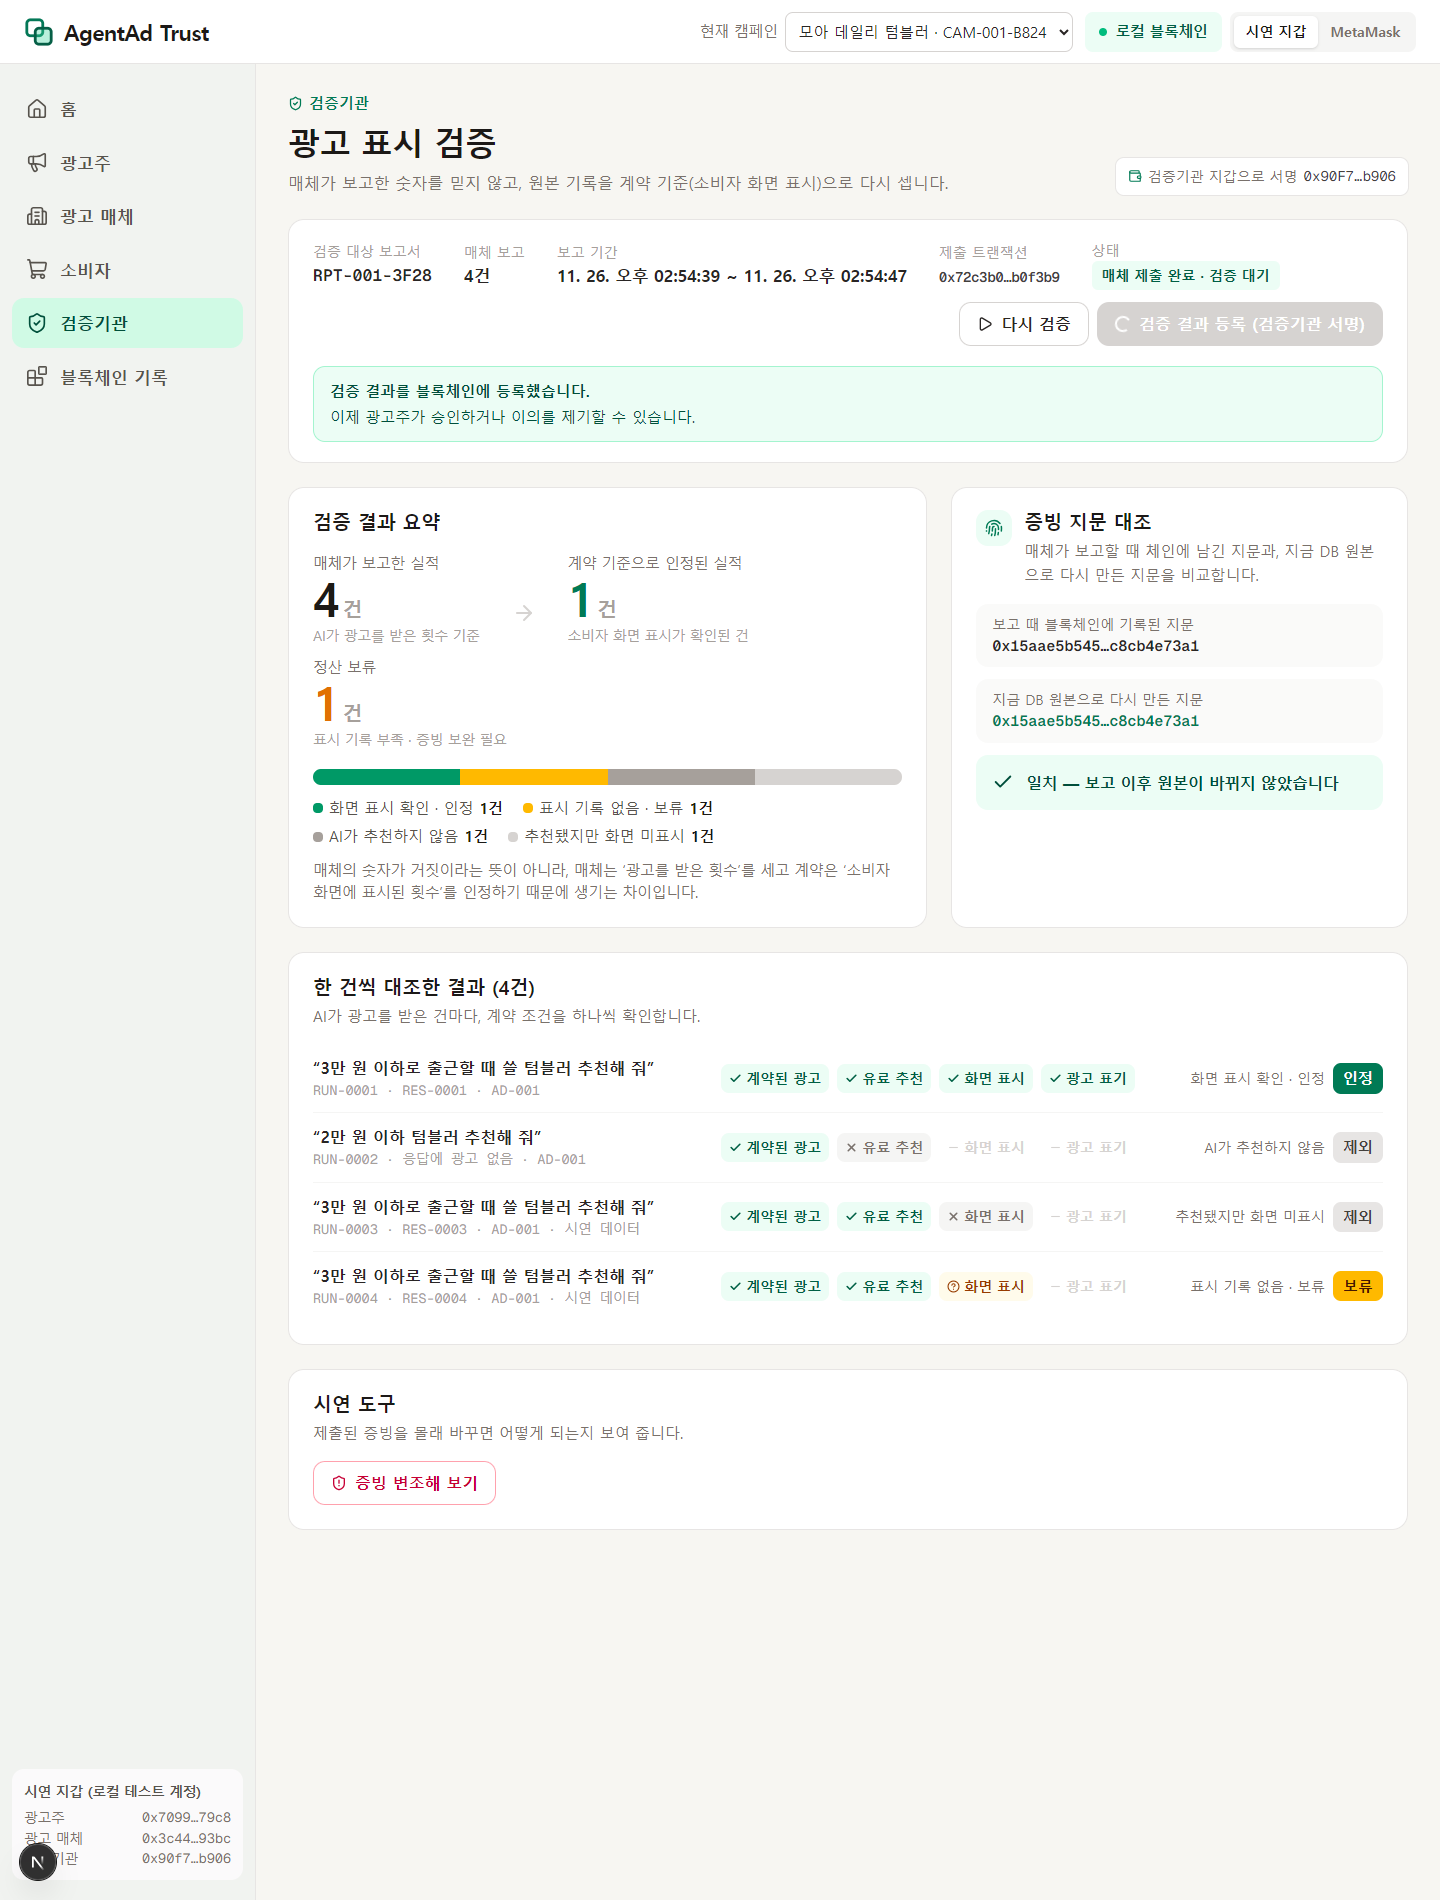 AgentAd Trust
현재 캠페인
모아 데일리 텀블러 · CAM-001-B824
로컬 블록체인
시연 지갑
MetaMask
홈
광고주
광고 매체
소비자
검증기관
블록체인 기록
검증기관
광고 표시 검증
매체가 보고한 숫자를 믿지 않고, 원본 기록을 계약 기준(소비자 화면 표시)으로 다시 셉니다.
검증기관 지갑으로 서명 0x90F7…b906
검증 대상 보고서
RPT-001-3F28
매체 보고
4건
보고 기간
11. 26. 오후 02:54:39 ~ 11. 26. 오후 02:54:47
제출 트랜잭션
0x72c3b0…b0f3b9
상태
매체 제출 완료 · 검증 대기
다시 검증
검증 결과 등록 (검증기관 서명)
검증 결과를 블록체인에 등록했습니다.
이제 광고주가 승인하거나 이의를 제기할 수 있습니다.
검증 결과 요약
매체가 보고한 실적
4건
AI가 광고를 받은 횟수 기준
계약 기준으로 인정된 실적
1건
소비자 화면 표시가 확인된 건
정산 보류
1건
표시 기록 부족 · 증빙 보완 필요
화면 표시 확인 · 인정 1건
표시 기록 없음 · 보류 1건
AI가 추천하지 않음 1건
추천됐지만 화면 미표시 1건
매체의 숫자가 거짓이라는 뜻이 아니라, 매체는 ‘광고를 받은 횟수’를 세고 계약은 ‘소비자
화면에 표시된 횟수’를 인정하기 때문에 생기는 차이입니다.
증빙 지문 대조
매체가 보고할 때 체인에 남긴 지문과, 지금 DB 원본
으로 다시 만든 지문을 비교합니다.
보고 때 블록체인에 기록된 지문
0x15aae5b545…c8cb4e73a1
지금 DB 원본으로 다시 만든 지문
0x15aae5b545…c8cb4e73a1
일치 — 보고 이후 원본이 바뀌지 않았습니다
한 건씩 대조한 결과 (4건)
AI가 광고를 받은 건마다, 계약 조건을 하나씩 확인합니다.
“3만 원 이하로 출근할 때 쓸 텀블러 추천해 줘”
RUN-0001 · RES-0001 · AD-001
계약된 광고
유료 추천
화면 표시
광고 표기
화면 표시 확인 · 인정
인정
“2만 원 이하 텀블러 추천해 줘”
RUN-0002 · 응답에 광고 없음 · AD-001
계약된 광고
유료 추천
– 화면 표시
– 광고 표기
AI가 추천하지 않음
제외
“3만 원 이하로 출근할 때 쓸 텀블러 추천해 줘”
RUN-0003 · RES-0003 · AD-001 · 시연 데이터
계약된 광고
유료 추천
화면 표시
– 광고 표기
추천됐지만 화면 미표시
제외
“3만 원 이하로 출근할 때 쓸 텀블러 추천해 줘”
RUN-0004 · RES-0004 · AD-001 · 시연 데이터
계약된 광고
유료 추천
화면 표시
– 광고 표기
표시 기록 없음 · 보류
보류
시연 도구
제출된 증빙을 몰래 바꾸면 어떻게 되는지 보여 줍니다.
증빙 변조해 보기
시연 지갑 (로컬 테스트 계정)
광고주 0x7099…79c8
광고 매체 0x3c44…93bc
기관 0x90f7…b906
N